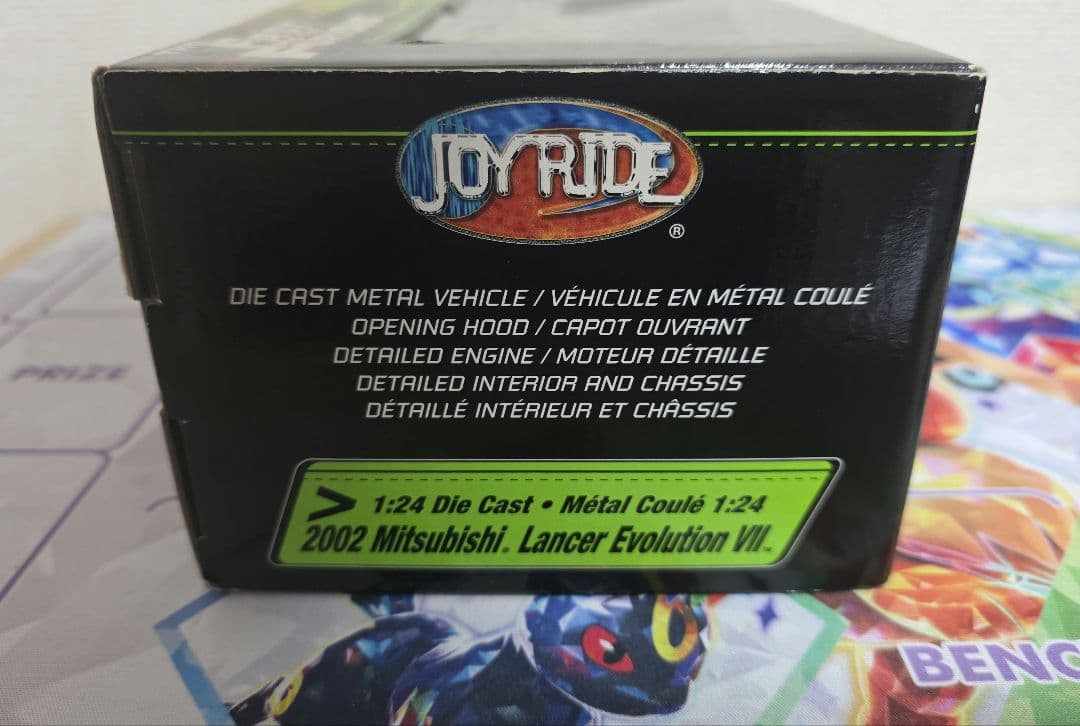 JOYRIDE
®
DIE CAST METAL VEHICLE / VÉHICULE EN MÉTAL COULÉ
OPENING HOOD / CAPOT OUVRANT
DETAILED ENGINE / MOTEUR DÉTAILLE
DETAILED INTERIOR AND CHASSIS
DÉTAILLÉ INTÉRIEUR ET CHÂSSIS
> 1:24 Die Cast • Métal Coulé 1:24
2002 Mitsubishi. Lancer Evolution VII™
PRIZE
BENC